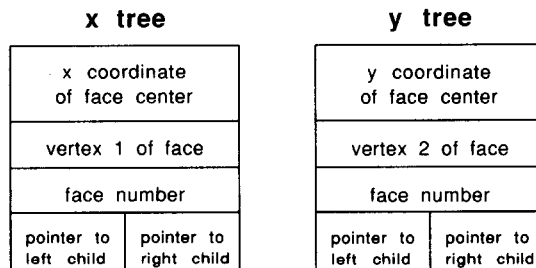 x tree
x coordinate
of face center
vertex 1 of face
face number
pointer to
left child
pointer to
right child
y tree
y coordinate
of face center
vertex 2 of face
face number
pointer to
left child
pointer to
right child